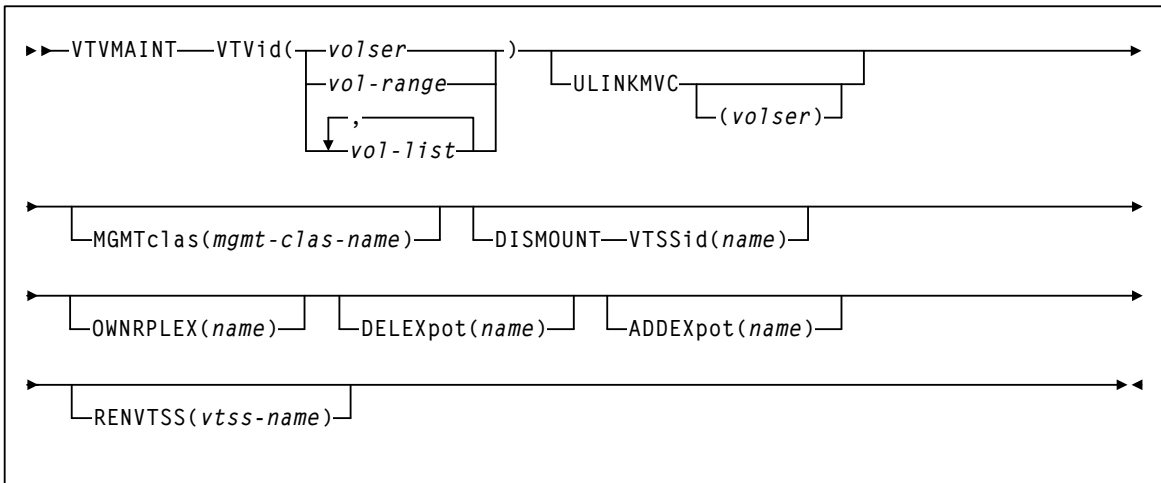 VTVMAINT VTVid( volser )
vol-range
,
vol-list
ULINKMVC
(volser)
MGMTclas(mgmt-clas-name) DISMOUNT VTSSid(name)
OWNRPLEX(name) DELEXpot(name) ADDEXpot(name)
RENVTSS(vtss-name)